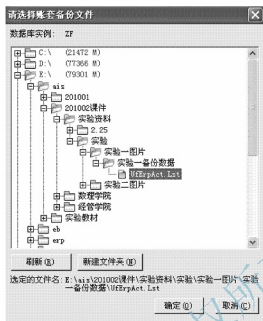 请选择账套备份文件
数据库实例: ZF
C:\ (21472 M)
D:\ (77366 M)
E:\ (79301 M)
aiz
201001
201002课件
实验资料
2.25
实验
实验一图片
实验一备份数据
UfErpAct.Lst
实验二图片
数理学院
经管学院
实验教材
eb
erp
刷新(R)
新建文件夹(N)
选定的文件名: E:\aiz\201002课件\实验资料\实验\实验一图片\实验
一备份数据\UfErpAct.Lst
确定(O)
取消(C)